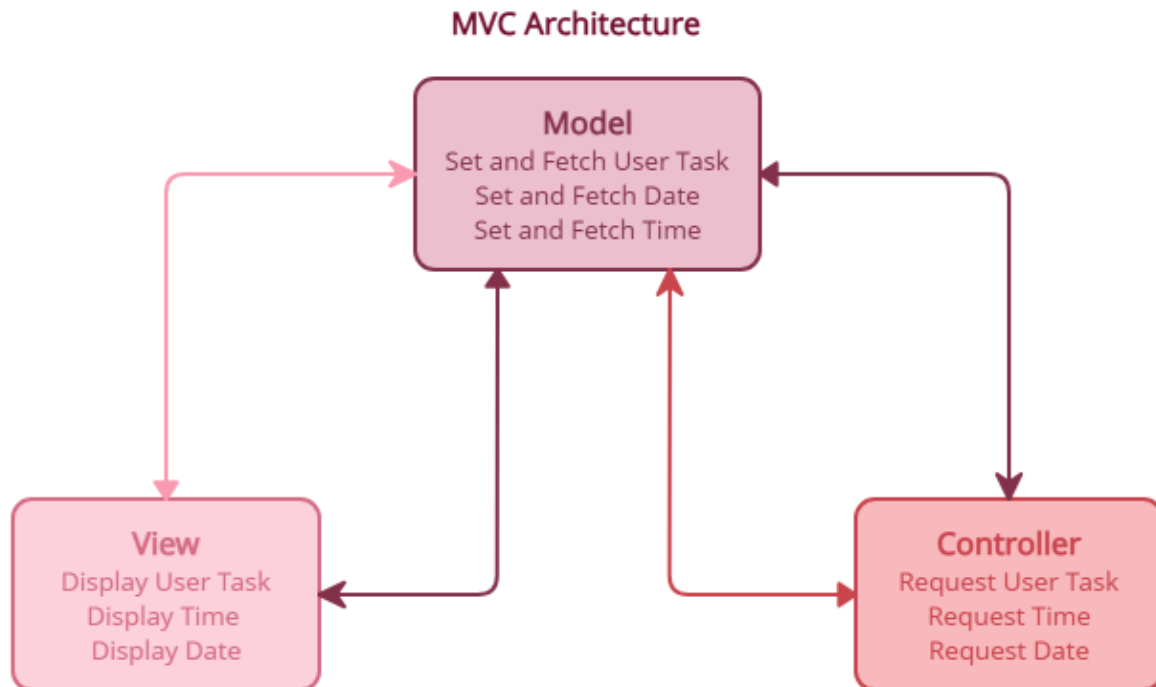 MVC Architecture
Model
Set and Fetch User Task
Set and Fetch Date
Set and Fetch Time
View
Display User Task
Display Time
Display Date
Controller
Request User Task
Request Time
Request Date